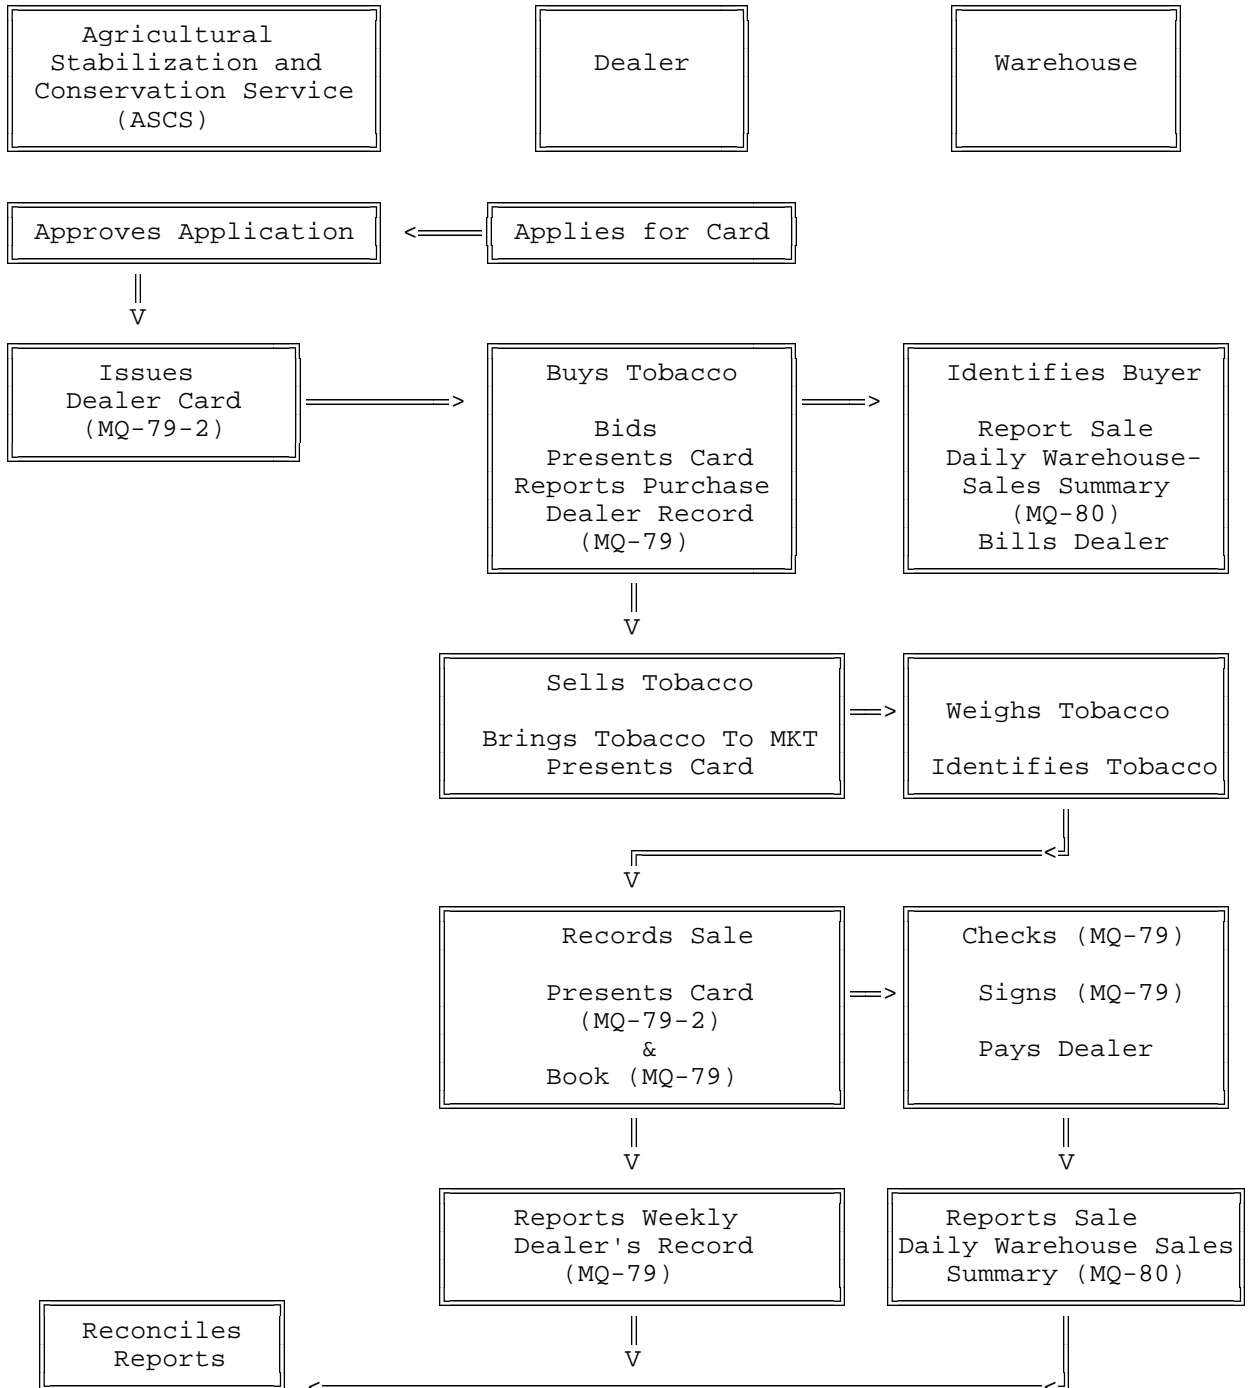 Agricultural
Stabilization and
Conservation Service
(ASCS)
Dealer
Warehouse
Approves Application
Applies for Card
Issues
Dealer Card
(MQ-79-2)
Buys Tobacco
Bids
Presents Card
Reports Purchase
Dealer Record
(MQ-79)
Identifies Buyer
Report Sale
Daily Warehouse-
Sales Summary
(MQ-80)
Bills Dealer
Sells Tobacco
Brings Tobacco To MKT
Presents Card
Weighs Tobacco
Identifies Tobacco
Records Sale
Presents Card
(MQ-79-2)
&
Book (MQ-79)
Checks (MQ-79)
Signs (MQ-79)
Pays Dealer
Reports Weekly
Dealer's Record
(MQ-79)
Reports Sale
Daily Warehouse Sales
Summary (MQ-80)
Reconciles
Reports